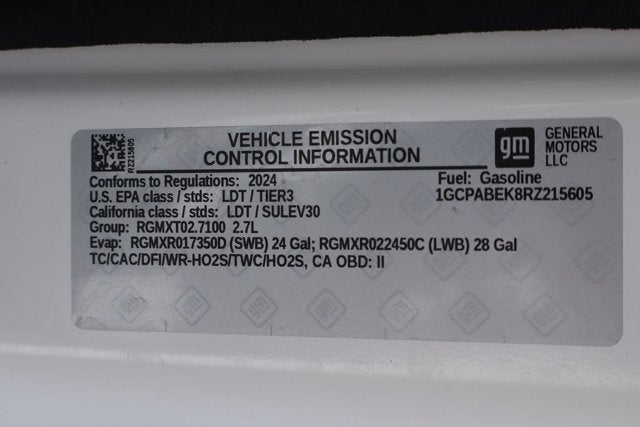 RZ215605
VEHICLE EMISSION
CONTROL INFORMATION
gm
GENERAL
MOTORS
LLC
Conforms to Regulations: 2024
Fuel: Gasoline
U.S. EPA class / stds: LDT / TIER3
1GCPABEK8RZ215605
California class / stds: LDT / SULEV30
Group: RGMXT02.7100 2.7L
Evap: RGMXR017350D (SWB) 24 Gal; RGMXR022450C (LWB) 28 Gal
TC/CAC/DFI/WR-HO2S/TWC/HO2S, CA OBD: II